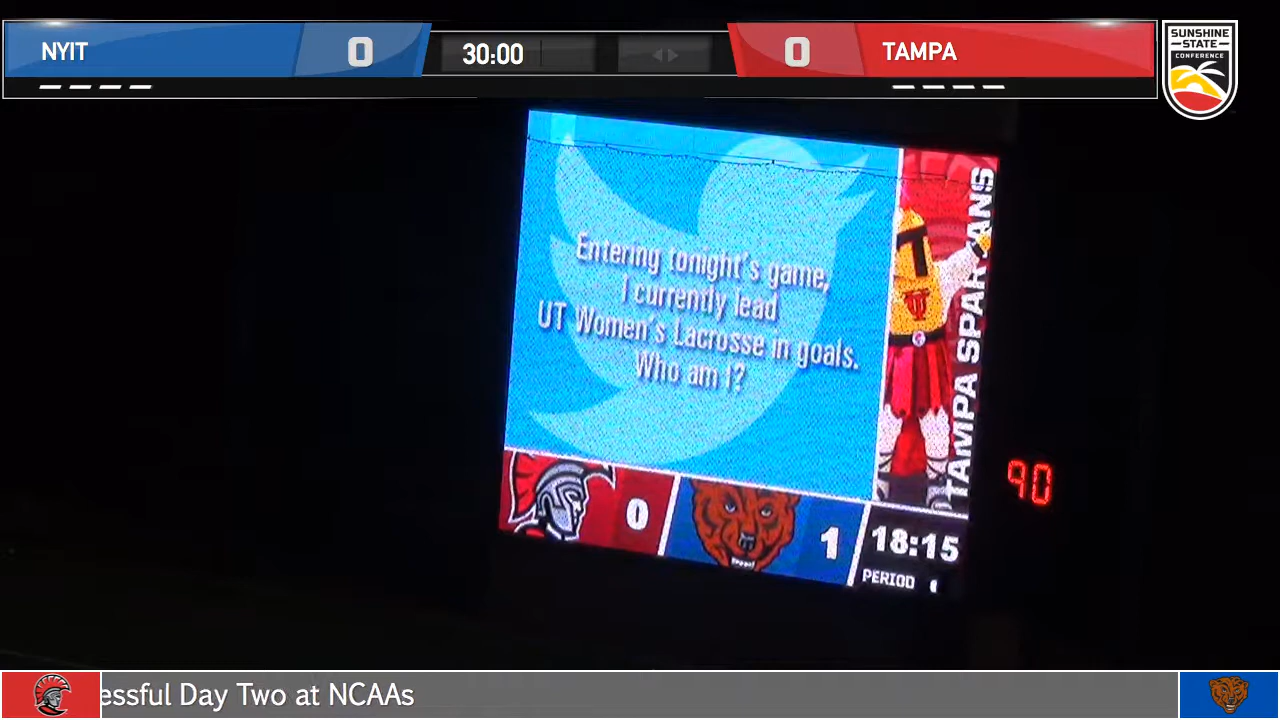 NYIT
0
30:00
0
TAMPA
SUNSHINE
STATE
CONFERENCE
Entering tonight's game,
I currently lead
UT Women's Lacrosse in goals.
Who am I?
TAMPA SPARTANS
UT
90
0
1
18:15
PERIOD
essful Day Two at NCAAs